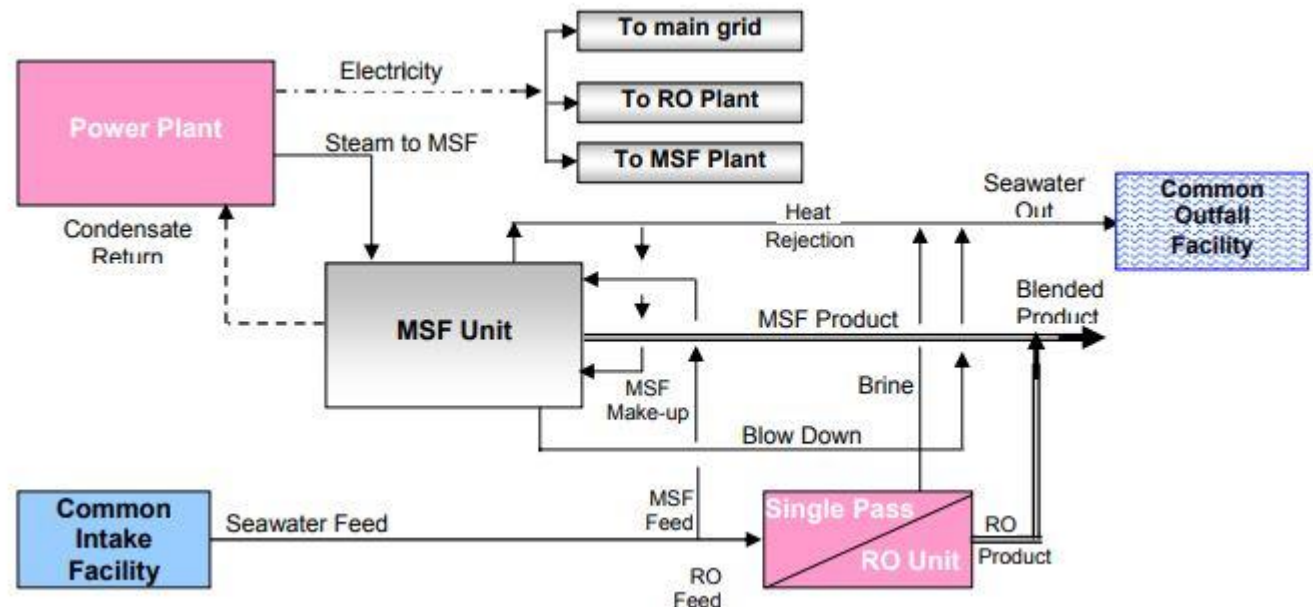 To main grid
Electricity
To RO Plant
Power Plant
Steam to MSF
To MSF Plant
Seawater
Out
Common
Outfall
Facility
Heat
Rejection
Condensate
Return
Blended
Product
MSF Unit
MSF Product
MSF
Make-up
Brine
Blow Down
Common
Intake
Facility
Seawater Feed
MSF
Feed
Single Pass
RO Unit
RO
Product
RO
Feed